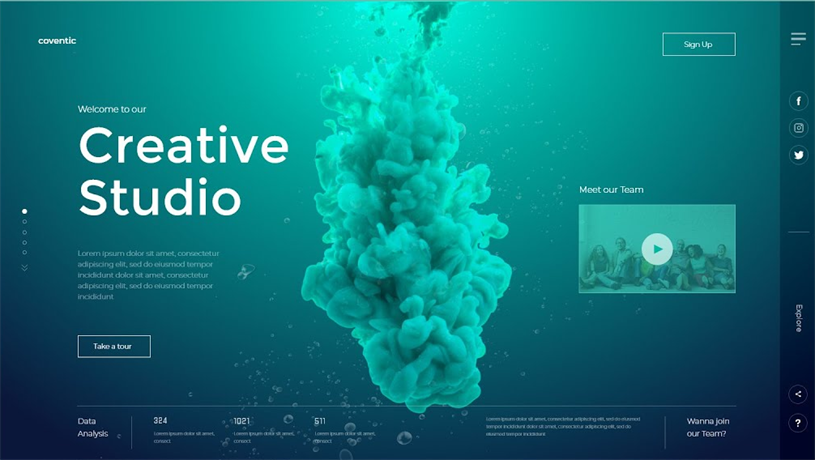 coventic
Sign Up
Welcome to our
Creative
Studio
Meet our Team
Lorem ipsum dolor sit amet, consectetur
adipiscing elit, sed do eiusmod tempor
incididunt dolor sit amet, consectetur
adipiscing elit, sed do eiusmod tempor
incididunt
Take a tour
Explore
Data
Analysis
324
Lorem ipsum dolor sit amet,
consect
1021
Lorem ipsum dolor sit amet,
consect
511
Lorem ipsum dolor sit amet,
consect
Lorem ipsum dolor sit amet, consectetur adipiscing elit, sed do eiusmod
tempor incididunt dolor sit amet, consectetur adipiscing elit, sed do eiusmod
tempor incididunt
Wanna join
our Team?
?